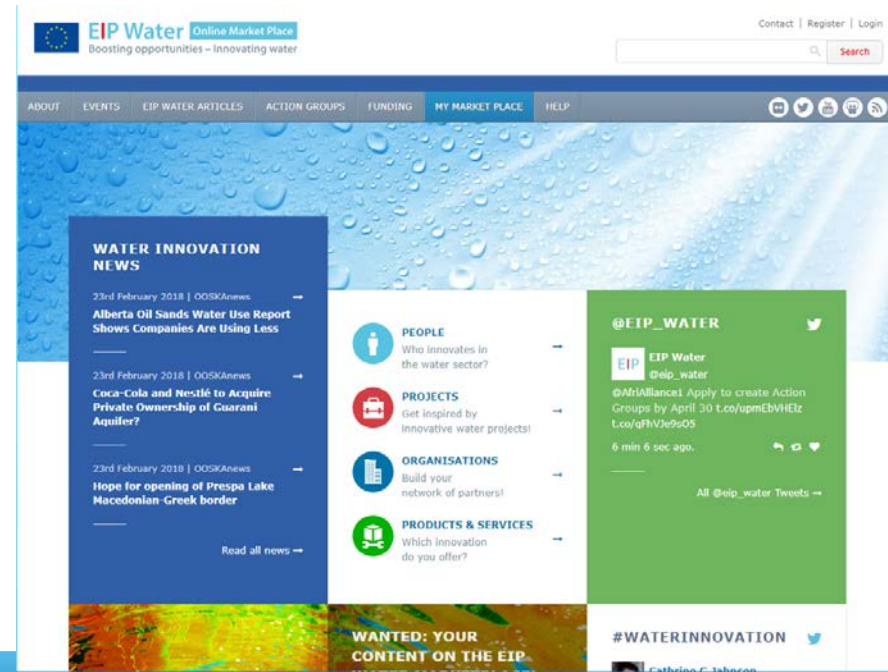 EIP Water Online Market Place
Boosting opportunities – Innovating water
Contact | Register | Login
Search
ABOUT EVENTS EIP WATER ARTICLES ACTION GROUPS FUNDING MY MARKET PLACE HELP
WATER INNOVATION
NEWS
23rd February 2018 | OOSKAnews
Alberta Oil Sands Water Use Report
Shows Companies Are Using Less
23rd February 2018 | OOSKAnews
Coca-Cola and Nestlé to Acquire
Private Ownership of Guarani
Aquifer?
23rd February 2018 | OOSKAnews
Hope for opening of Prespa Lake
Macedonian-Greek border
Read all news →
PEOPLE
Who innovates in
the water sector?
PROJECTS
Get inspired by
innovative water projects!
ORGANISATIONS
Build your
network of partners!
PRODUCTS & SERVICES
Which innovation
do you offer?
@EIP_WATER
EIP
EIP Water
@eip_water
@AfriAlliance1 Apply to create Action
Groups by April 30 t.co/upmEbVHElz
t.co/qFhVJe9sO5
6 min 6 sec ago.
All @eip_water Tweets →
WANTED: YOUR
CONTENT ON THE EIP
#WATERINNOVATION
Cathrine G Jahnsen